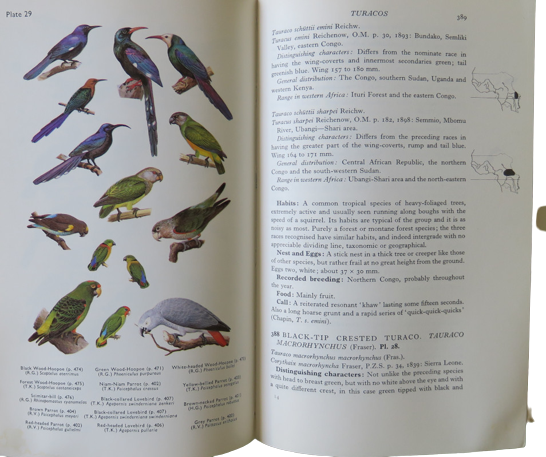 Plate 29
Black Wood-Hoopoe (p. 474)
Green Wood-Hoopoe (p. 471)
White-headed Wood-Hoopoe (p. 473)
Forest Wood-Hoopoe (p. 475)
Niam-Niam Parrot (p. 402)
Yellow-bellied Parrot
Scimitar-bill (p. 476)
Black-collared Lovebird (p. 407)
Brown Parrot (p. 404)
Black-collared Lovebird (p. 407)
Brown-necked Parrot
Red-headed Parrot (p. 402)
Red-headed Lovebird (p. 406)
Grey Parrot
TURACOS
389
Turaco schüttii emini Reichw.
Turacus emini Reichenow, O.M. p. 30, 1893: Bundako, Semliki
Valley, eastern Congo.
Distinguishing characters: Differs from the nominate race in
having the wing-coverts and innermost secondaries green; tail
greenish blue. Wing 157 to 180 mm.
General distribution: The Congo, southern Sudan, Uganda and
western Kenya.
Range in western Africa: Ituri Forest and the eastern Congo.
Turaco schüttii sharpei Reichw.
Turacus sharpei Reichenow, O.M. p. 182, 1898: Semmio, Mboma
River, Ubangi—Shari area.
Distinguishing characters: Differs from the preceding races in
having the greater part of the wing-coverts, rump and tail blue.
Wing 164 to 171 mm.
General distribution: Central African Republic, the northern
Congo and the south-western Sudan.
Range in western Africa: Ubangi-Shari area and the north-eastern
Congo.
Habits: A common tropical species of heavy-foliaged trees,
extremely active and usually seen running along boughs with the
speed of a squirrel. Its habits are typical of the group and it is as
noisy as most. Purely a forest or montane forest species; the three
races recognised have similar habits, and indeed intergrade with no
appreciable dividing line, taxonomic or geographical.
Nest and Eggs: A stick nest in a thick tree or creeper like those
of other species, but rather frail at no great height from the ground.
Eggs two, white; about 37 × 30 mm.
Recorded breeding: Northern Congo, probably throughout
the year.
Food: Mainly fruit.
Call: A reiterated resonant 'khaw' lasting some fifteen seconds.
Also a long hoarse grunt and a rapid series of 'quick-quick-quicks'
(Chapin, T. s. emini).
388 BLACK-TIP CRESTED TURACO. TAURACO
MACRORHYNCHUS (Fraser). Pl. 28.
Tauraco macrorhynchus macrorhynchus (Fras.).
Corythaix macrorhynchus Fraser, P.Z.S. p. 34, 1839: Sierra Leone.
Distinguishing characters: Not unlike the preceding species
with head to breast green, but with no white above the eye and with
a quite different crest, in this case green tipped with black and